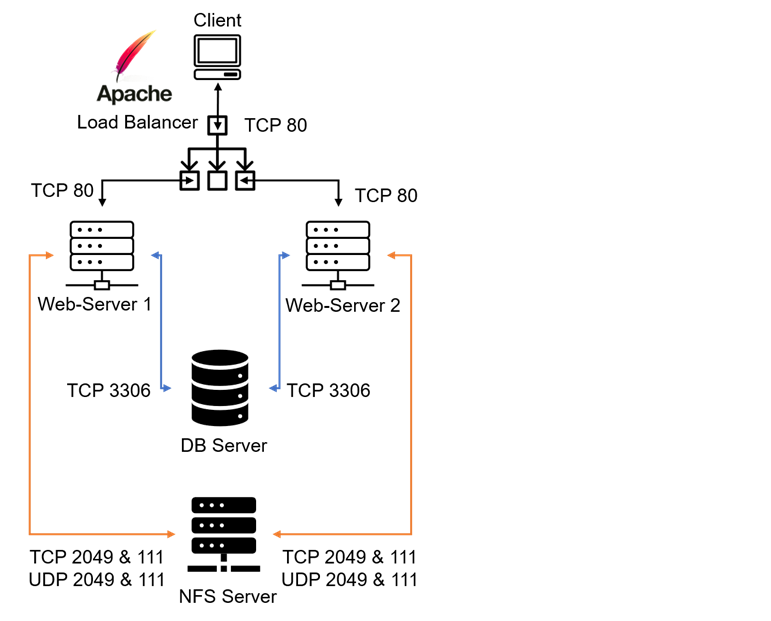 Client
Apache
Load Balancer
TCP 80
TCP 80
TCP 80
Web-Server 1
Web-Server 2
TCP 3306
TCP 3306
DB Server
TCP 2049 & 111
UDP 2049 & 111
TCP 2049 & 111
UDP 2049 & 111
NFS Server